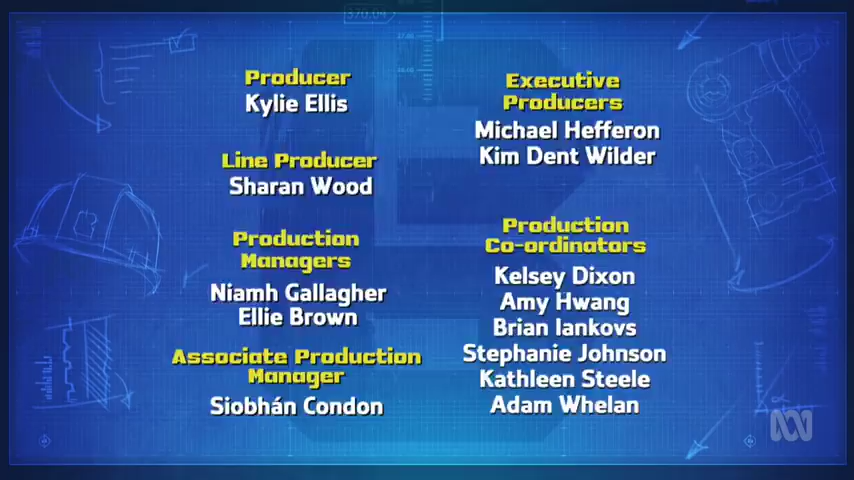 370.04
Producer
Kylie Ellis
Line Producer
Sharan Wood
Production
Managers
Niamh Gallagher
Ellie Brown
Associate Production
Manager
Siobhán Condon
Executive
Producers
Michael Hefferon
Kim Dent Wilder
Production
Co-ordinators
Kelsey Dixon
Amy Hwang
Brian Iankovs
Stephanie Johnson
Kathleen Steele
Adam Whelan